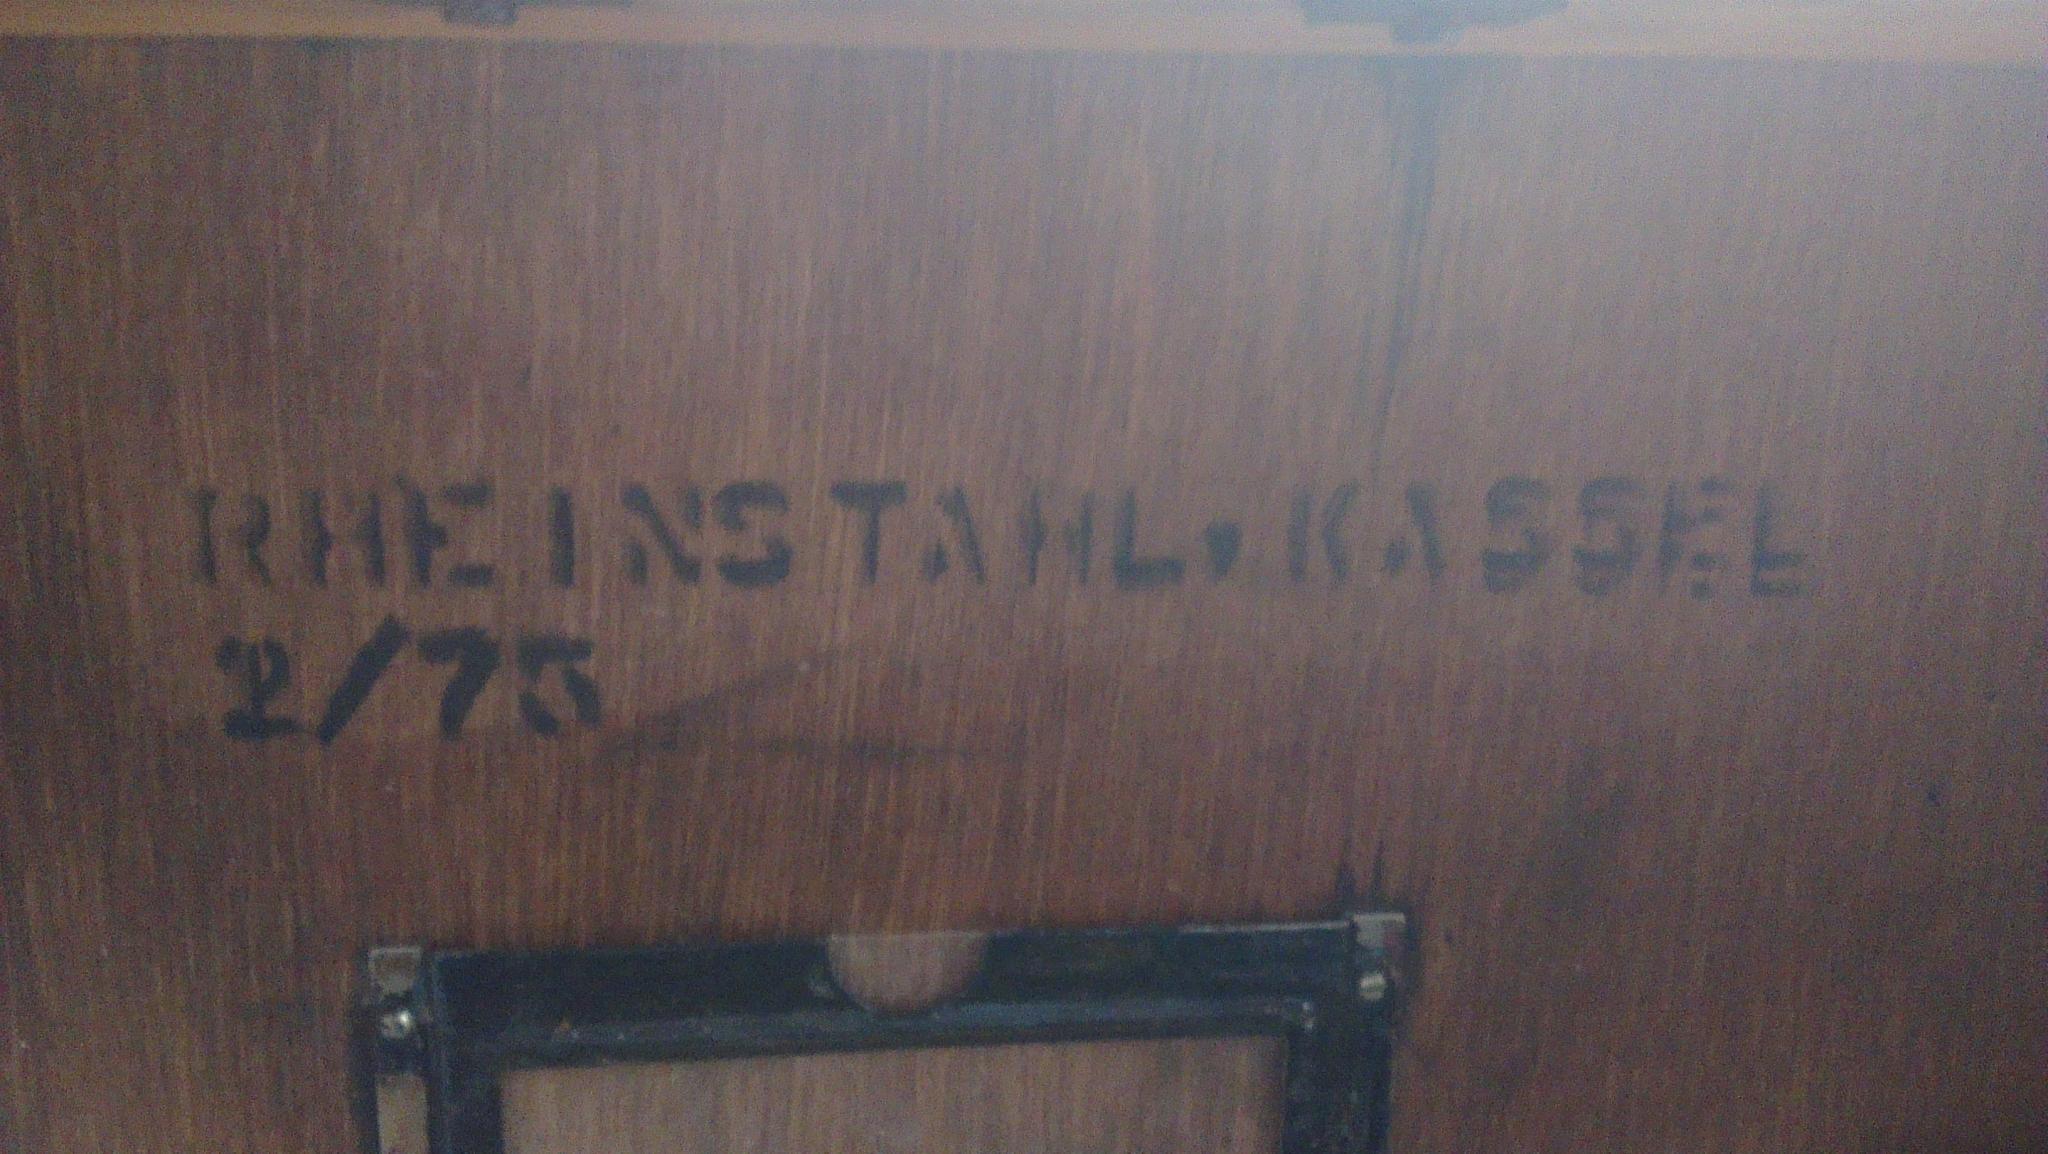 RHEINSTAHL • KASSEL
2/75